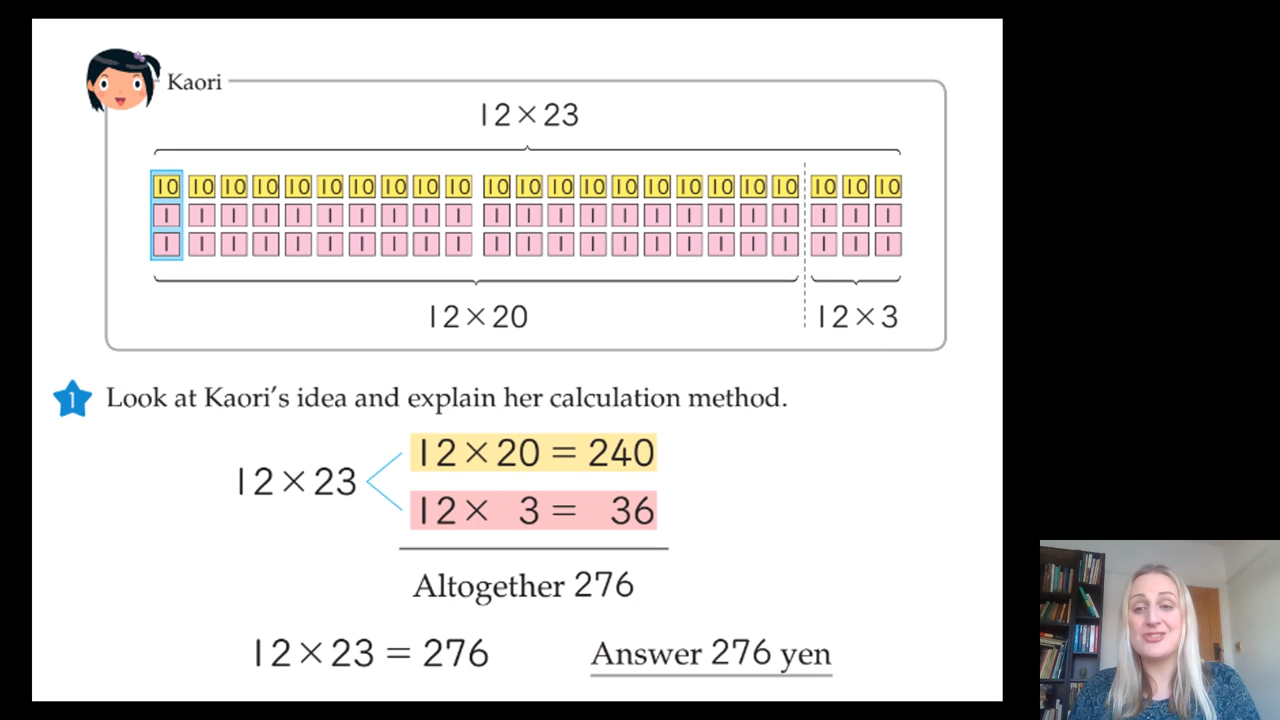 Kaori
12×23
10 10 10 10 10 10 10 10 10 10 10 10 10 10 10 10 10 10 10 10 10 10 10
1 1 1 1 1 1 1 1 1 1 1 1 1 1 1 1 1 1 1 1 1 1 1
1 1 1 1 1 1 1 1 1 1 1 1 1 1 1 1 1 1 1 1 1 1 1
12×20 12×3
1 Look at Kaori's idea and explain her calculation method.
12×20 = 240
12×23
12× 3 = 36
Altogether 276
12×23 = 276 Answer 276 yen